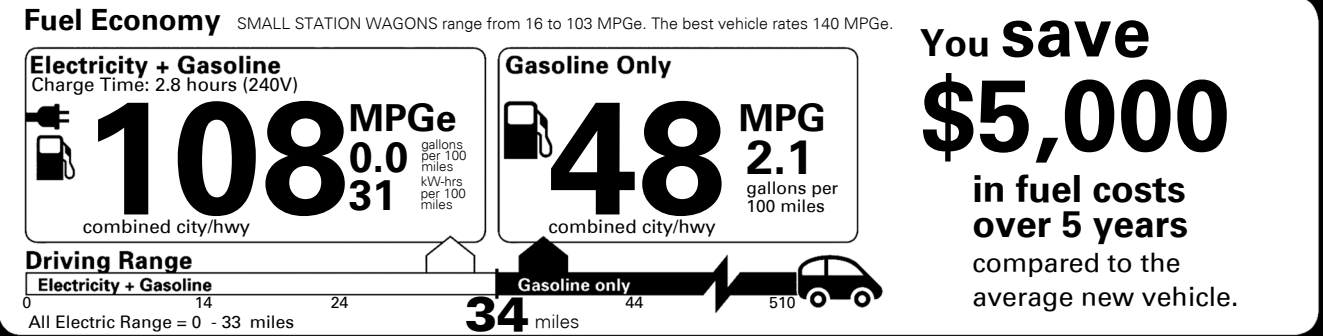 Fuel Economy SMALL STATION WAGONS range from 16 to 103 MPGe. The best vehicle rates 140 MPGe.
Electricity + Gasoline
Charge Time: 2.8 hours (240V)
108 MPGe
0.0 gallons per 100 miles
31 kW-hrs per 100 miles
combined city/hwy
Gasoline Only
48 MPG
2.1
gallons per
100 miles
combined city/hwy
Driving Range
Electricity + Gasoline Gasoline only
0 14 24 34 miles 44 510
All Electric Range = 0 - 33 miles
You save
$5,000
in fuel costs
over 5 years
compared to the
average new vehicle.